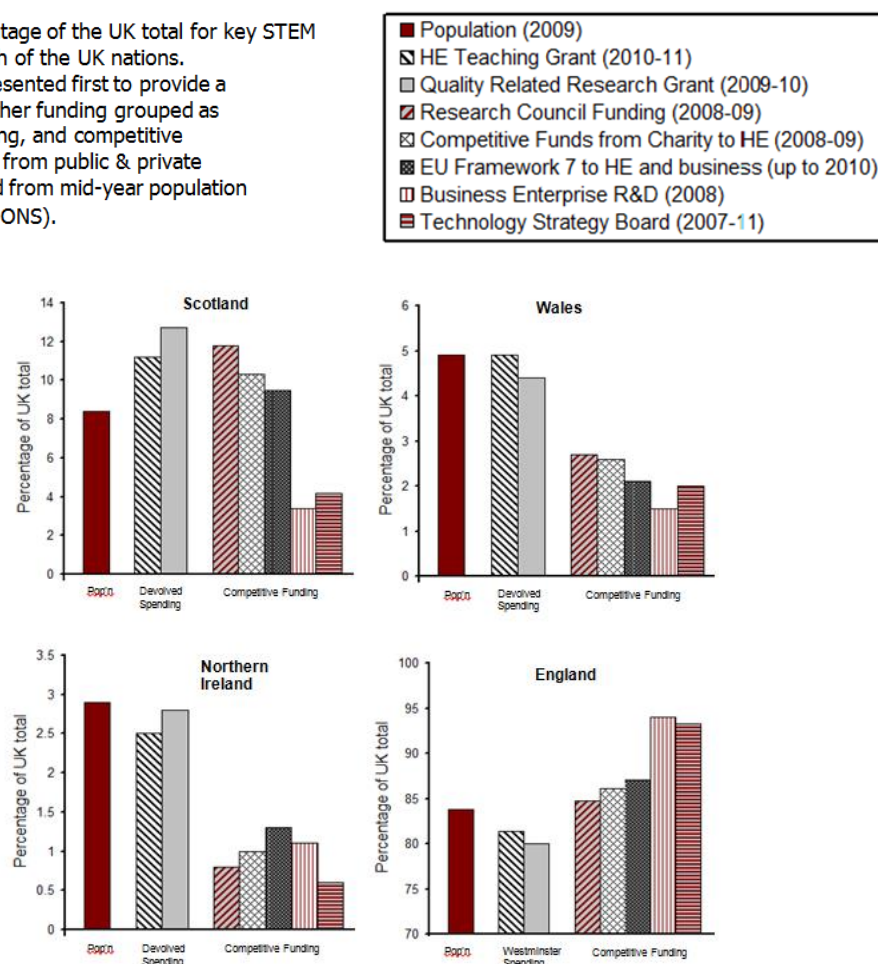 tage of the UK total for key STEM
n of the UK nations.
esented first to provide a
her funding grouped as
ng, and competitive
from public & private
d from mid-year population
ONS).
Population (2009)
HE Teaching Grant (2010-11)
Quality Related Research Grant (2009-10)
Research Council Funding (2008-09)
Competitive Funds from Charity to HE (2008-09)
EU Framework 7 to HE and business (up to 2010)
Business Enterprise R&D (2008)
Technology Strategy Board (2007-11)
Scotland
Percentage of UK total
14
12
10
8
6
4
2
0
Pop'n
Devolved
Spending
Competitive Funding
Wales
Percentage of UK total
6
5
4
3
2
1
0
Pop'n
Devolved
Spending
Competitive Funding
Northern
Ireland
Percentage of UK total
3.5
3
2.5
2
1.5
1
0.5
0
Pop'n
Devolved
Spending
Competitive Funding
England
Percentage of UK total
100
95
90
85
80
75
70
Pop'n
Westminster
Spending
Competitive Funding